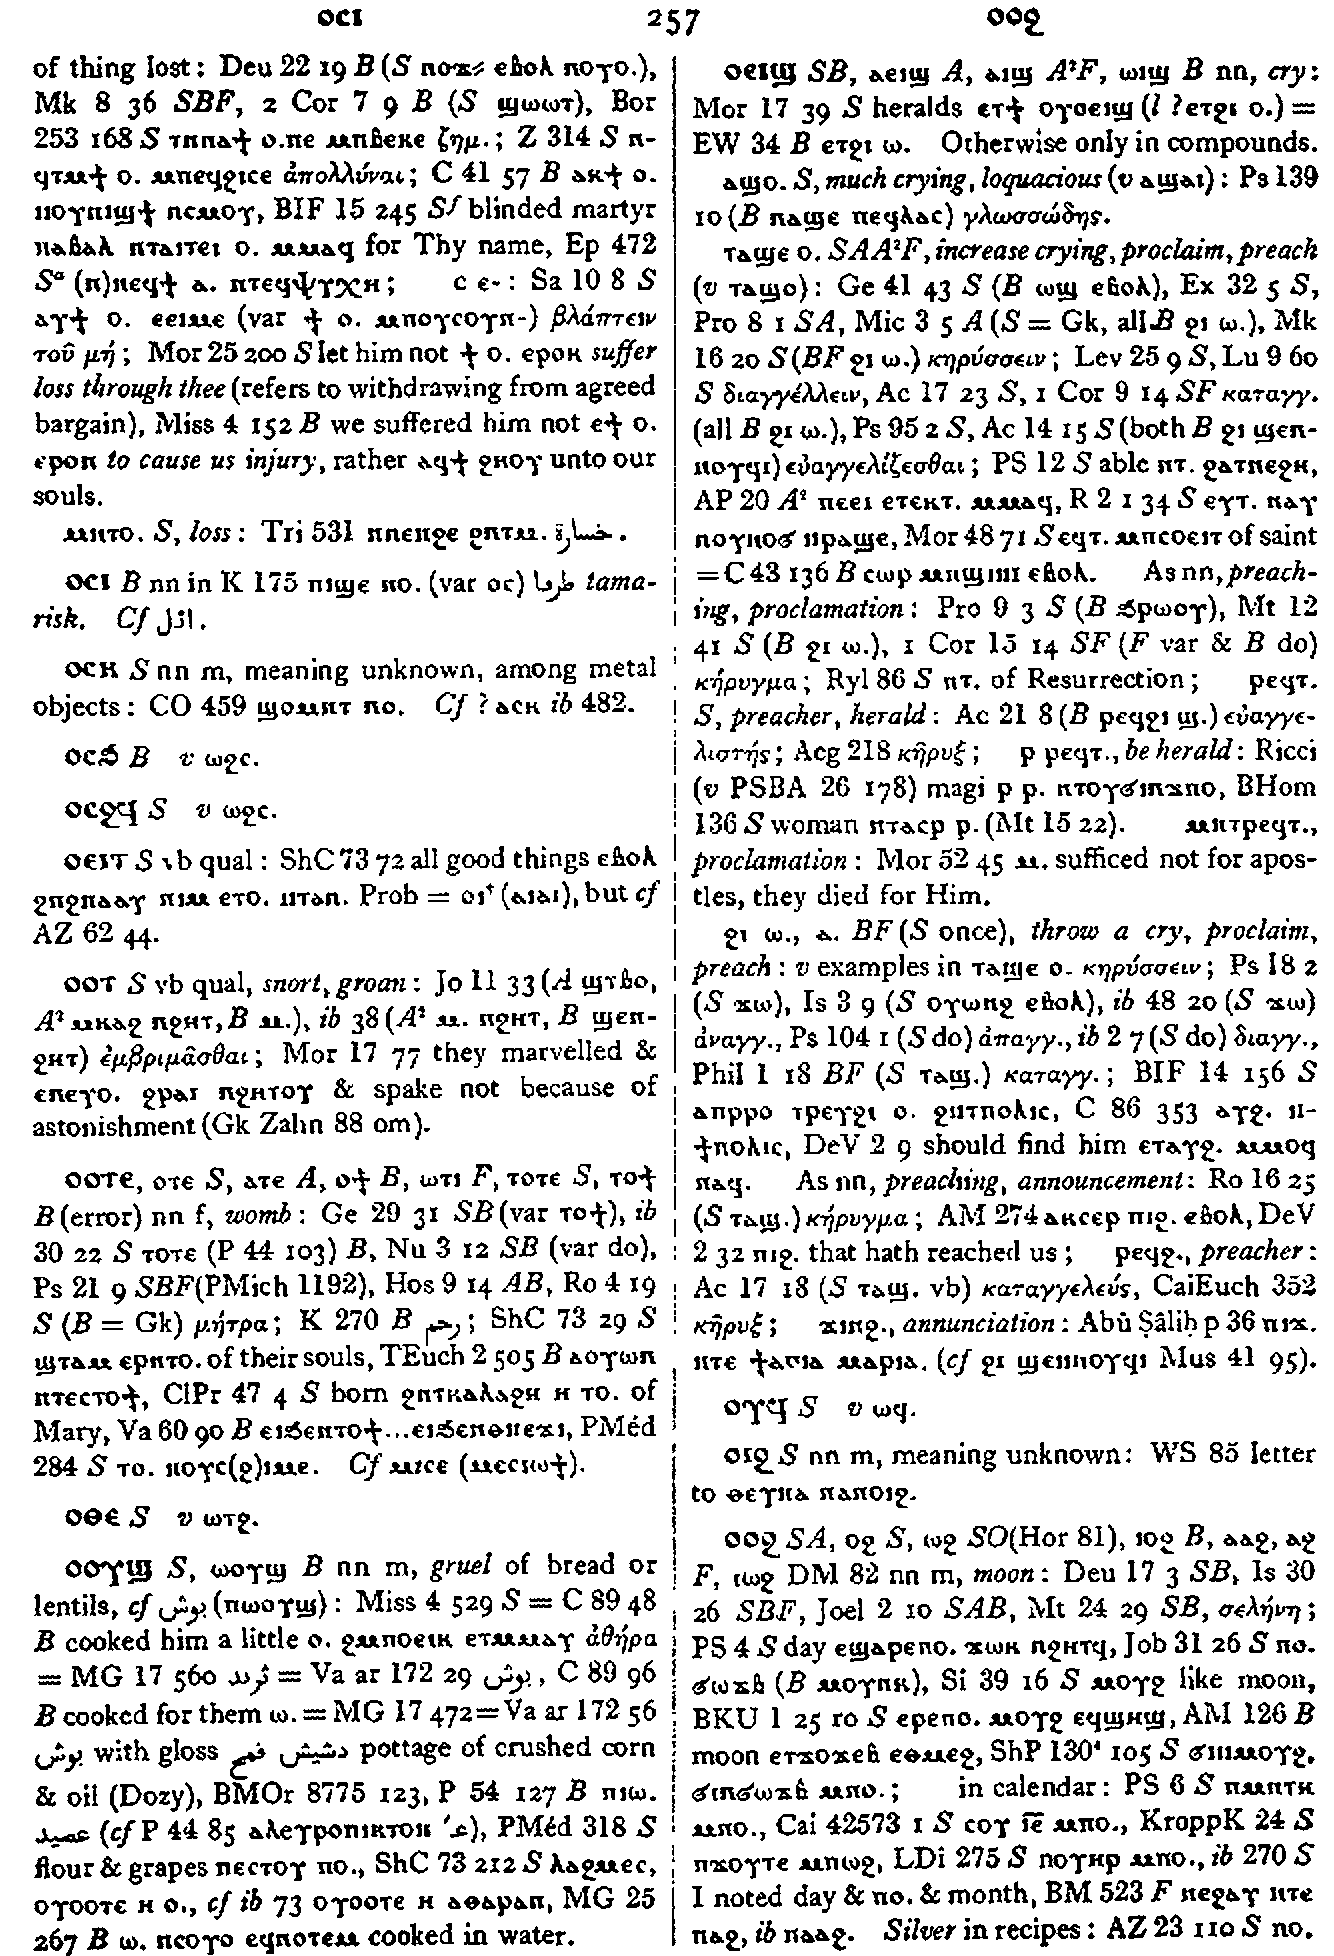 ⲟⲥⲓ 257 ⲟⲟϩ
of thing lost: Deu 22 19 B (S ⲛⲟⲩϫ⸗ ⲉⲃⲟⲗ ⲛⲟⲩⲟ.),
Mk 8 36 SBF, 2 Cor 7 9 B (S ϣⲱⲱⲧ), Bor
253 168 S ⲧⲛⲛⲁϯ ⲟ.ⲡⲉ ⲙⲡⲃⲉⲕⲉ ζημ.; Z 314 S ⲛ-
ϥⲧⲙϯ ⲟ. ⲙⲡⲉϥϩⲓⲥⲉ ἀπολλύναι; C 41 57 B ⲁⲕϯ ⲟ.
ⲛⲟⲩⲛⲓϣϯ ⲛⲥⲙⲟⲩ, BIF 15 245 Sf blinded martyr
ⲛⲁⲃⲁⲗ ⲛⲧⲁⲓⲧⲉⲓ ⲟ. ⲙⲙⲁϥ for Thy name, Ep 472
Sᵃ (ⲛ)ⲛⲉϥϯ ⲁ. ⲛⲧⲉϥⲯⲩⲭⲏ; c ⲉ-: Sa 10 8 S
ⲁⲩϯ ⲟ. ⲉⲉⲓⲙⲉ (var ϯ ⲟ. ⲙⲡⲟⲩⲥⲟⲩⲛ-) βλάπτειν
τοῦ μή; Mor 25 200 S let him not ϯ ⲟ. ⲉⲣⲟⲕ suffer
loss through thee (refers to withdrawing from agreed
bargain), Miss 4 152 B we suffered him not ⲉϯ ⲟ.
ⲉⲣⲟⲛ to cause us injury, rather ⲁϥϯ ϩⲏⲟⲩ unto our
souls.
ⲙⲛⲧⲟ. S, loss: Tri 531 ⲛⲛⲉⲛϩⲉ ϩⲛⲧⲙ. خسارة.
ⲟⲥⲓ B nn in K 175 ⲡⲓϣⲉ ⲛⲟ. (var ⲟⲥ) طرفا tama-
risk. Cf اثل.
ⲟⲥⲕ S nn m, meaning unknown, among metal
objects: CO 459 ϣⲟⲙⲛⲧ ⲛⲟ. Cf ? ⲁⲥⲕ ib 482.
ⲟⲥϧ B v ⲱϩⲥ.
ⲟⲥϩϥ S v ⲱϩⲥ.
ⲟⲉⲓⲧ S vb qual: ShC 73 72 all good things ⲉⲃⲟⲗ
ϩⲛϩⲛⲁⲁⲩ ⲛⲓⲙ ⲉⲧⲟ. ⲛⲧⲁⲛ. Prob = ⲟⲓ† (ⲁⲓⲁⲓ), but cf
AZ 62 44.
ⲟⲟⲧ S vb qual, snort, groan: Jo 11 33 (A ϣⲧⲃⲟ,
A² ⲙⲕⲁϩ ⲛϩⲏⲧ, B ⲙ.), ib 38 (A² ⲙ. ⲛϩⲏⲧ, B ϣⲉⲛ-
ϩⲏⲧ) ἐμβριμᾶσθαι; Mor 17 77 they marvelled &
ⲉⲛⲉⲩⲟ. ϩⲣⲁⲓ ⲛϩⲏⲧⲟⲩ & spake not because of
astonishment (Gk Zahn 88 om).
ⲟⲟⲧⲉ, ⲟⲧⲉ S, ⲁⲧⲉ A, ⲟϯ B, ⲱⲧⲓ F, ⲧⲟⲧⲉ S, ⲧⲟϯ
B (error) nn f, womb: Ge 29 31 SB (var ⲧⲟϯ), ib
30 22 S ⲧⲟⲧⲉ (P 44 103) B, Nu 3 12 SB (var do),
Ps 21 9 SBF(PMich 1192), Hos 9 14 AB, Ro 4 19
S (B = Gk) μήτρα; K 270 B رحم; ShC 73 29 S
ϣⲧⲁⲙ ⲉⲣⲛⲧⲟ. of their souls, TEuch 2 505 B ⲁⲟⲩⲱⲛ
ⲛⲧⲉⲥⲧⲟϯ, ClPr 47 4 S born ϩⲛⲧⲕⲁⲗⲁϩⲏ ⲏ ⲧⲟ. of
Mary, Va 60 90 B ⲉⲓϧⲉⲛⲧⲟϯ...ⲉⲓϧⲉⲛⲑⲛⲉϫⲓ, PMéd
284 S ⲧⲟ. ⲛⲟⲩⲥ(ϩ)ⲓⲙⲉ. Cf ⲙⲓⲥⲉ (ⲙⲉⲥⲓⲱϯ).
ⲟⲑⲉ S v ⲱⲧϩ.
ⲟⲟⲩϣ S, ⲱⲟⲩϣ B nn m, gruel of bread or
lentils, cf بوش (ⲡⲱⲟⲩϣ): Miss 4 529 S = C 89 48
B cooked him a little ⲟ. ϩⲙⲡⲟⲉⲓⲕ ⲉⲧⲙⲙⲁⲩ ἀθήρα
= MG 17 560 ثريد = Va ar 172 29 بوش, C 89 96
B cooked for them ⲱ. = MG 17 472 = Va ar 172 56
بوش with gloss دشيش قمح pottage of crushed corn
& oil (Dozy), BMOr 8775 123, P 54 127 B ⲡⲓⲱ.
عصيد (cf P 44 85 ⲁⲗⲉⲩⲣⲟⲛⲓⲕⲧⲟⲛ ʹع), PMéd 318 S
flour & grapes ⲡⲉⲥⲧⲟⲩ ⲛⲟ., ShC 73 212 S ⲗⲁϩⲙⲉⲥ,
ⲟⲩⲟⲟⲧⲉ ⲏ ⲟ., cf ib 73 ⲟⲩⲟⲟⲧⲉ ⲏ ⲁⲑⲁⲣⲁⲛ, MG 25
267 B ⲱ. ⲛⲥⲟⲩⲟ ⲉϥⲛⲟⲧⲉⲙ cooked in water.
ⲟⲉⲓϣ SB, ⲁⲉⲓϣ A, ⲁⲓϣ A²F, ⲱⲓϣ B nn, cry:
Mor 17 39 S heralds ⲉⲧϯ ⲟⲩⲟⲉⲓϣ (l ?ⲉⲧϩⲓ ⲟ.) =
EW 34 B ⲉⲧϩⲓ ⲱ. Otherwise only in compounds.
ⲁϣⲟ. S, much crying, loquacious (v ⲁϣⲁⲓ): Ps 139
10 (B ⲛⲁϣⲉ ⲡⲉϥⲗⲁⲥ) γλωσσώδης.
ⲧⲁϣⲉ ⲟ. SAA²F, increase crying, proclaim, preach
(v ⲧⲁϣⲟ): Ge 41 43 S (B ⲱϣ ⲉⲃⲟⲗ), Ex 32 5 S,
Pro 8 1 SA, Mic 3 5 A (S = Gk, all B ϩⲓ ⲱ.), Mk
16 20 S (BF ϩⲓ ⲱ.) κηρύσσειν; Lev 25 9 S, Lu 9 60
S διαγγέλλειν, Ac 17 23 S, 1 Cor 9 14 SF καταγγ.
(all B ϩⲓ ⲱ.), Ps 95 2 S, Ac 14 15 S (both B ϩⲓ ϣⲉⲛ-
ⲛⲟⲩϥⲓ) εὐαγγελίζεσθαι; PS 12 S able ⲛⲧ. ϩⲁⲧⲡⲉϩⲏ,
AP 20 A² ⲡⲉⲉⲓ ⲉⲧⲉⲕⲧ. ⲙⲙⲁϥ, R 2 1 34 S ⲉⲩⲧ. ⲛⲁⲩ
ⲛⲟⲩⲛⲟϭ ⲛⲣⲁϣⲉ, Mor 48 71 S ⲉϥⲧ. ⲙⲡⲥⲟⲉⲓⲧ of saint
= C 43 136 B ⲥⲱⲣ ⲙⲡϣⲓⲛⲓ ⲉⲃⲟⲗ. As nn, preach-
ing, proclamation: Pro 9 3 S (B ϧⲣⲱⲟⲩ), Mt 12
41 S (B ϩⲓ ⲱ.), 1 Cor 15 14 SF (F var & B do)
κήρυγμα; Ryl 86 S ⲡⲧ. of Resurrection; ⲣⲉϥⲧ.
S, preacher, herald: Ac 21 8 (B ⲣⲉϥϩⲓ ϣ.) εὐαγγε-
λιστής; Aeg 218 κῆρυξ; ⲣ ⲣⲉϥⲧ., be herald: Ricci
(v PSBA 26 178) magi ⲣ ⲣ. ⲛⲧⲟⲩϭⲓⲛϫⲡⲟ, BHom
136 S woman ⲛⲧⲁⲥⲣ ⲣ. (Mt 15 22). ⲙⲛⲧⲣⲉϥⲧ.,
proclamation: Mor 52 45 ⲙ. sufficed not for apos-
tles, they died for Him.
ϩⲓ ⲱ., ⲁ. BF (S once), throw a cry, proclaim,
preach: v examples in ⲧⲁϣⲉ ⲟ. κηρύσσειν; Ps 18 2
(S ϫⲱ), Is 3 9 (S ⲟⲩⲱⲛϩ ⲉⲃⲟⲗ), ib 48 20 (S ϫⲱ)
ἀναγγ., Ps 104 1 (S do) ἀπαγγ., ib 2 7 (S do) διαγγ.,
Phil 1 18 BF (S ⲧⲁϣ.) καταγγ.; BIF 14 156 S
ⲁⲡⲣⲣⲟ ⲧⲣⲉⲩϩⲓ ⲟ. ϩⲛⲧⲡⲟⲗⲓⲥ, C 86 353 ⲁⲩϩ. ⲛ-
ϯⲡⲟⲗⲓⲥ, DeV 2 9 should find him ⲉⲧⲁⲩϩ. ⲙⲙⲟϥ
ⲛⲁϥ. As nn, preaching, announcement: Ro 16 25
(S ⲧⲁϣ.) κήρυγμα; AM 274 ⲁⲕⲥⲉⲣ ⲡⲓϩ. ⲉⲃⲟⲗ, DeV
2 32 ⲡⲓϩ. that hath reached us; ⲣⲉϥϩ., preacher:
Ac 17 18 (S ⲧⲁϣ. vb) καταγγελεύς, CaiEuch 352
κῆρυξ; ϫⲓⲛϩ., annunciation: Abû Ṣâliḥ p 36 ⲡⲓϫ.
ⲛⲧⲉ ϯⲁⲅⲓⲁ ⲙⲁⲣⲓⲁ. (cf ϩⲓ ϣⲉⲛⲛⲟⲩϥⲓ Mus 41 95).
ⲟⲩϥ S v ⲱϥ.
ⲟⲓϩ S nn m, meaning unknown: WS 85 letter
to ⲑⲉⲩⲛⲁ ⲡⲁⲡⲟⲓϩ.
ⲟⲟϩ SA, ⲟϩ S, ⲱϩ SO(Hor 81), ⲓⲟϩ B, ⲁⲁϩ, ⲁϩ
F, ⲓⲱϩ DM 82 nn m, moon: Deu 17 3 SB, Is 30
26 SBF, Joel 2 10 SAB, Mt 24 29 SB, σελήνη;
PS 4 S day ⲉϣⲁⲣⲉⲡⲟ. ϫⲱⲕ ⲛϩⲏⲧϥ, Job 31 26 S ⲡⲟ.
ϭⲱϫⲃ (B ⲙⲟⲩⲛⲕ), Si 39 16 S ⲙⲟⲩϩ like moon,
BKU 1 25 ro S ⲉⲣⲉⲡⲟ. ⲙⲟⲩϩ ⲉϥϣⲏϣ, AM 126 B
moon ⲉⲧϫⲟϫⲉⲃ ⲉⲑⲙⲉϩ, ShP 130⁴ 105 S ϭⲓⲛⲙⲟⲩϩ.
ϭⲓⲛϭⲱϫⲃ ⲙⲡⲟ.; in calendar: PS 6 S ⲡⲙⲛⲧⲏ
ⲙⲡⲟ., Cai 42573 1 S ⲥⲟⲩ ⲓ̅ⲉ̅ ⲙⲡⲟ., KroppK 24 S
ⲡϫⲟⲩⲧⲉ ⲙⲡⲱϩ, LDi 275 S ⲡⲟⲩⲏⲣ ⲙⲡⲟ., ib 270 S
I noted day & ⲡⲟ. & month, BM 523 F ⲡⲉϩⲁⲩ ⲛⲧⲉ
ⲡⲁϩ, ib ⲡⲁⲁϩ. Silver in recipes: AZ 23 110 S ⲡⲟ.